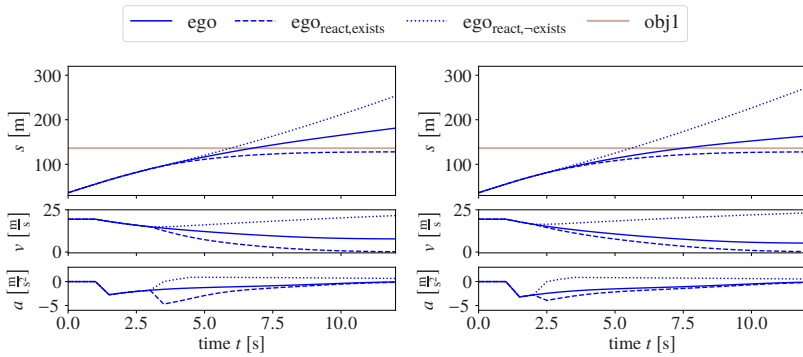 ego ego_react,exists ego_react,¬exists obj1
300 300
200 200
s [m] s [m]
100 100
25 25
v [m/s] v [m/s]
0 0
0 0
a [m/s²] a [m/s²]
−5 −5
0.0 2.5 5.0 7.5 10.0 0.0 2.5 5.0 7.5 10.0
time t [s] time t [s]